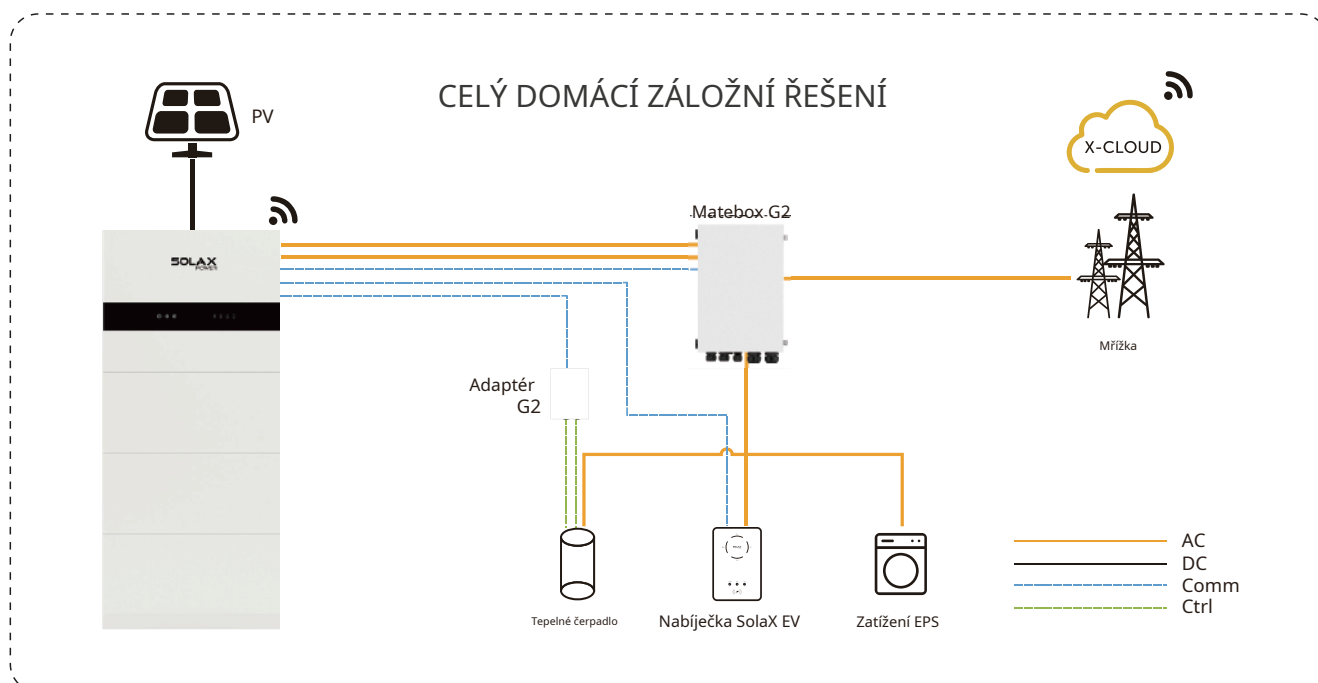 CELÝ DOMÁCÍ ZÁLOŽNÍ ŘEŠENÍ
PV
X-CLOUD
Matebox G2
SOLAX
POWER
Mřížka
Adaptér
G2
AC
DC
Comm
Ctrl
Tepelné čerpadlo
Nabíječka SolaX EV
Zatížení EPS